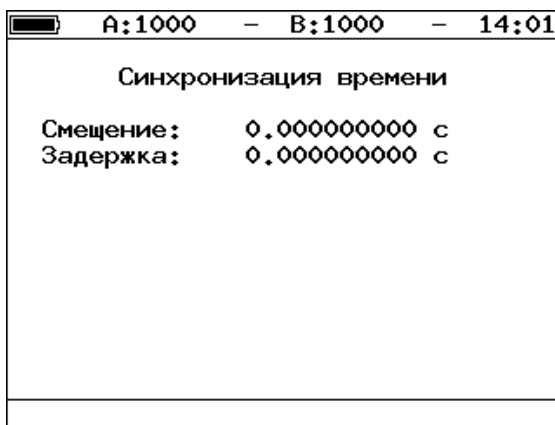 A:1000 – B:1000 – 14:01
Синхронизация времени
Смещение: 0.000000000 с
Задержка: 0.000000000 с